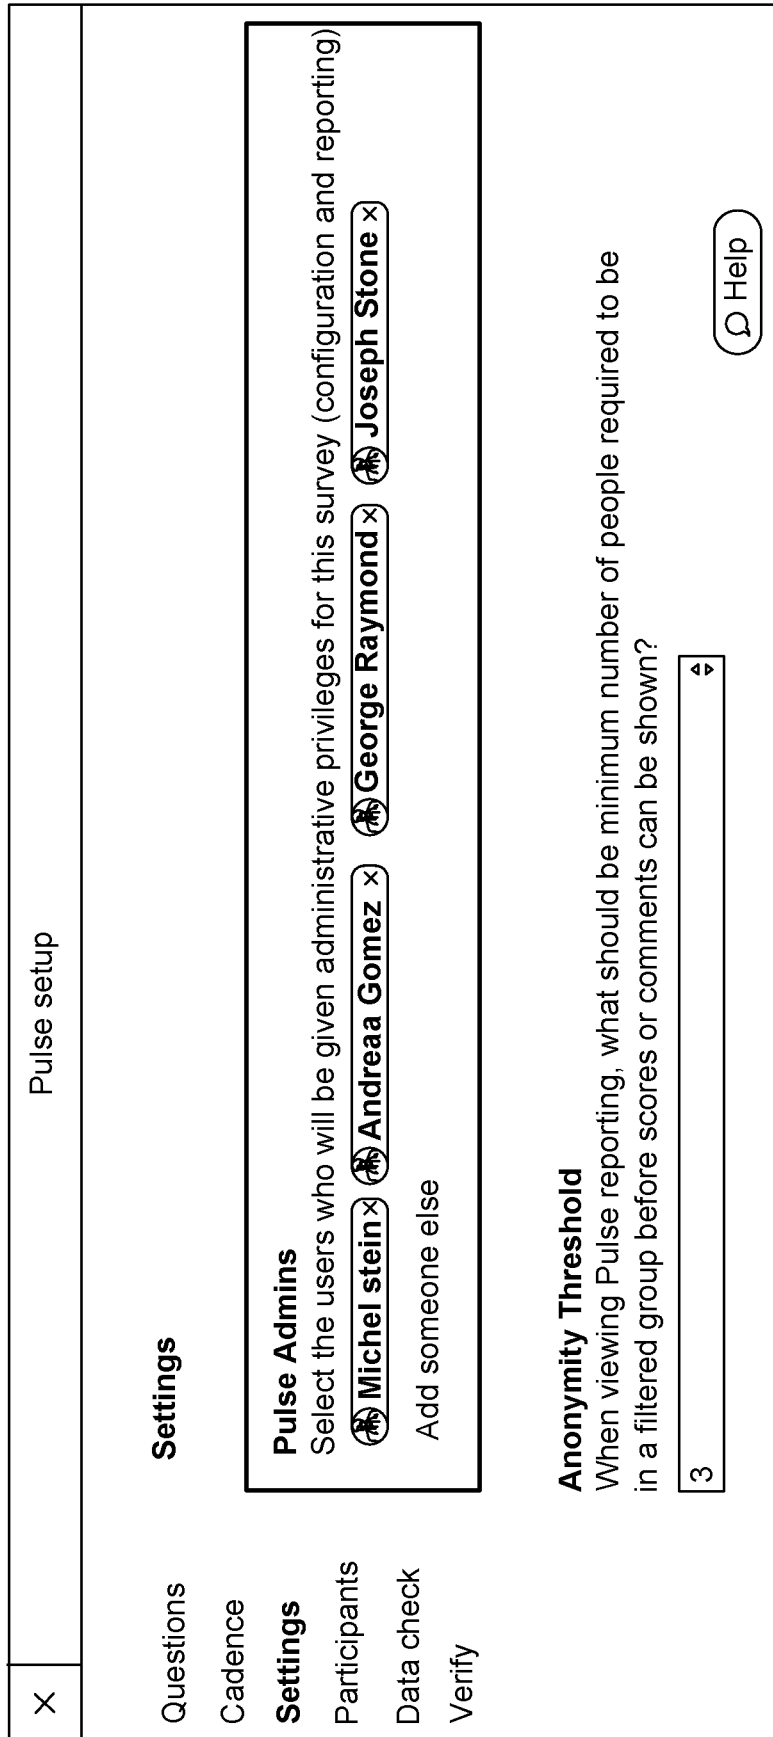 X
Pulse setup
Questions
Cadence
Settings
Participants
Data check
Verify
Settings
Pulse Admins
Select the users who will be given administrative privileges for this survey (configuration and reporting)
Michel stein × Andreaa Gomez × George Raymond × Joseph Stone ×
Add someone else
Anonymity Threshold
When viewing Pulse reporting, what should be minimum number of people required to be
in a filtered group before scores or comments can be shown?
3
Help